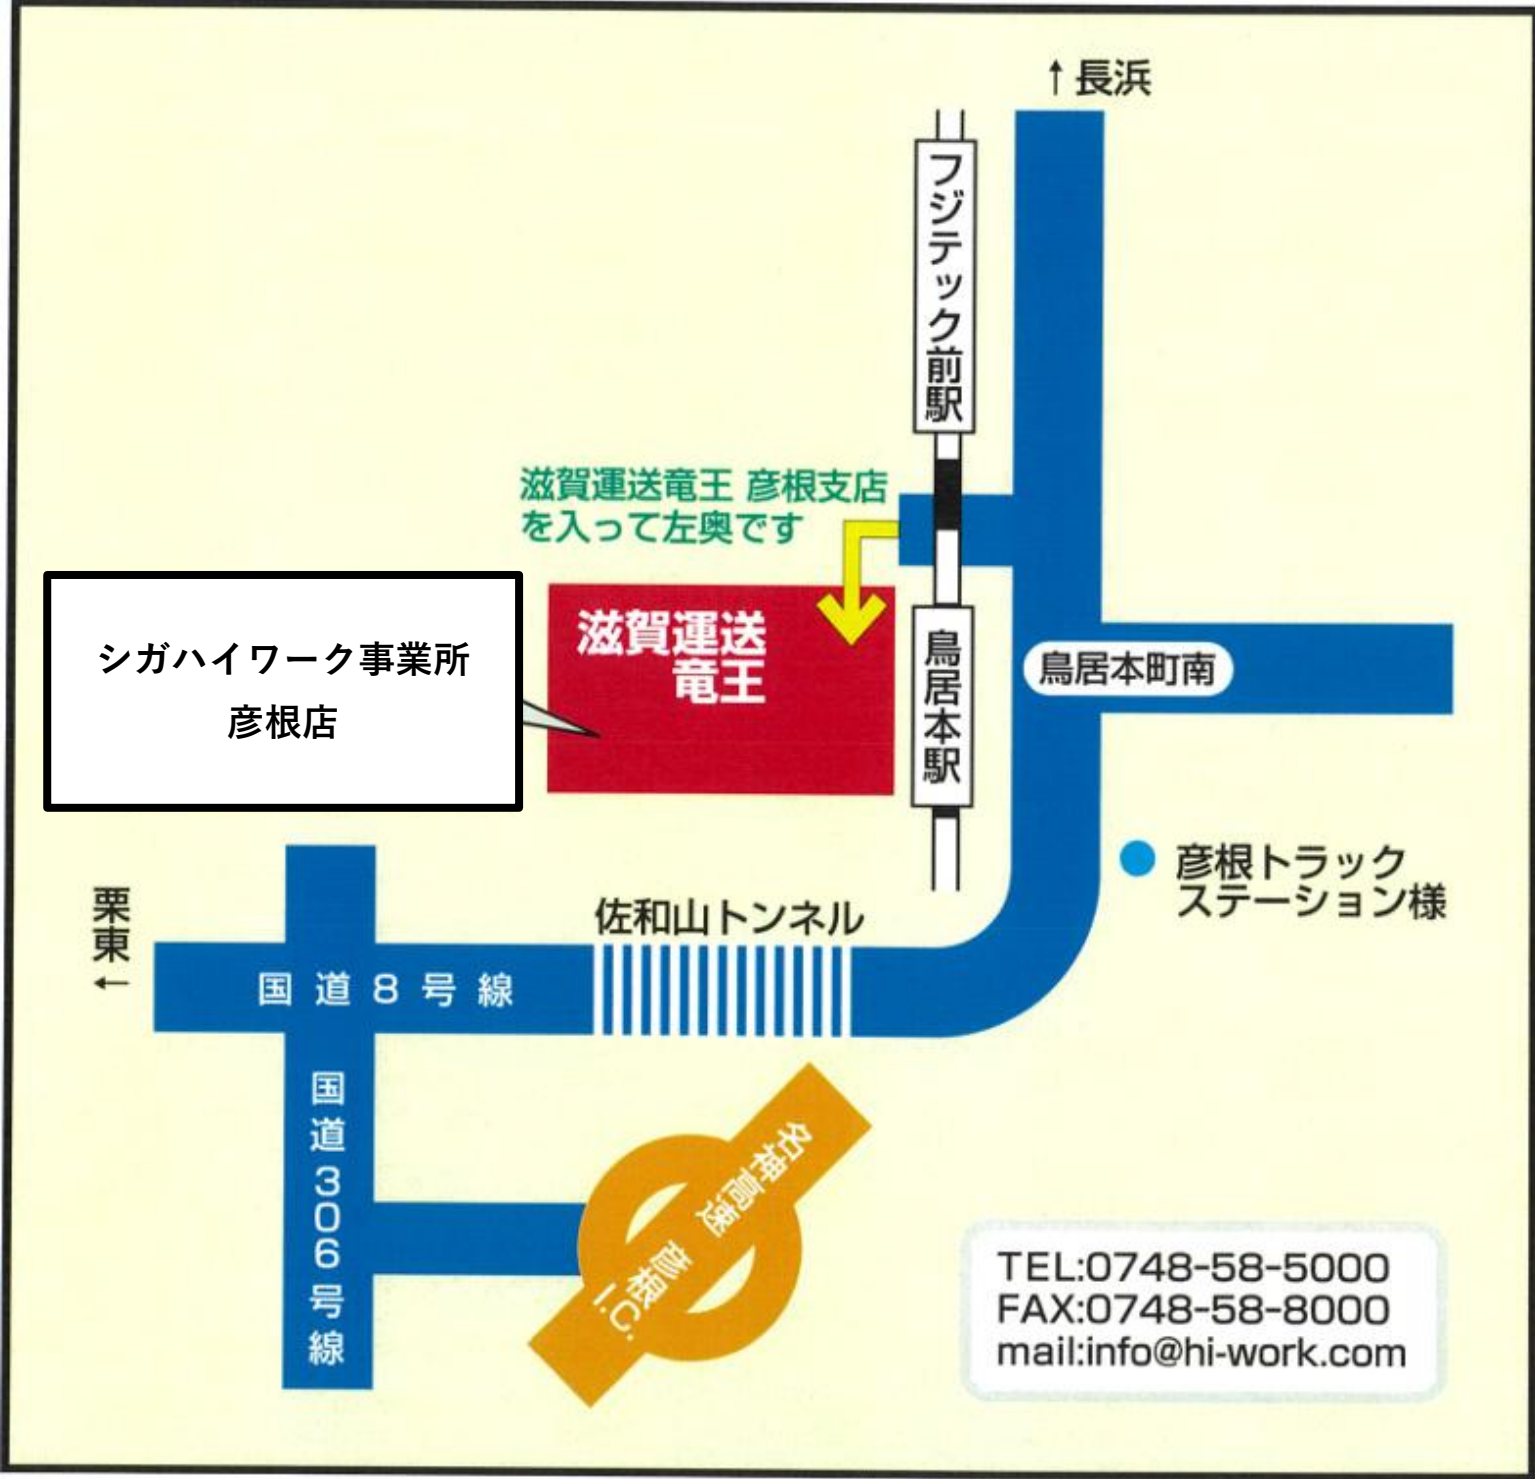 ↑長浜
フジテック前駅
滋賀運送竜王 彦根支店
を入って左奥です
シガハイワーク事業所
彦根店
滋賀運送
竜王
鳥居本駅
鳥居本町南
彦根トラック
ステーション様
栗東
←
佐和山トンネル
国道8号線
国道306号線
名神高速 彦根
I.C.
TEL:0748-58-5000
FAX:0748-58-8000
mail:info@hi-work.com